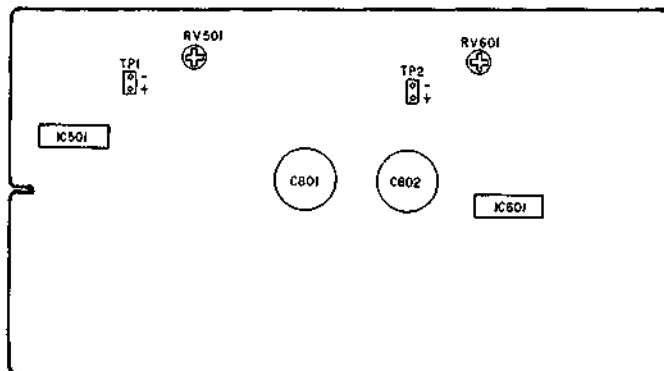 RV501
RV601
TP1
-
+
TP2
-
+
IC501
C801
C802
IC601